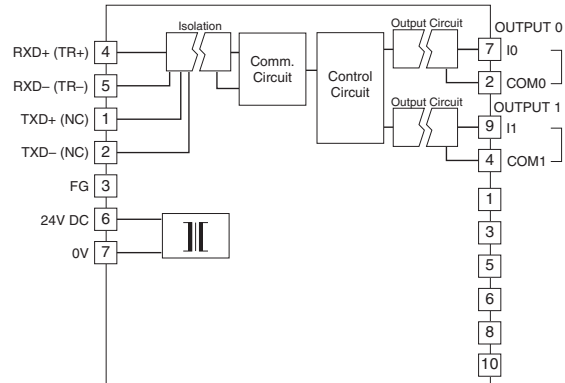 Isolation
Output Circuit
OUTPUT 0
RXD+ (TR+) 4
7 I0
RXD– (TR–) 5
Comm.
Circuit
Control
Circuit
2 COM0
TXD+ (NC) 1
Output Circuit
OUTPUT 1
9 I1
TXD– (NC) 2
4 COM1
FG 3
1
24V DC 6
3
0V 7
5
6
8
10